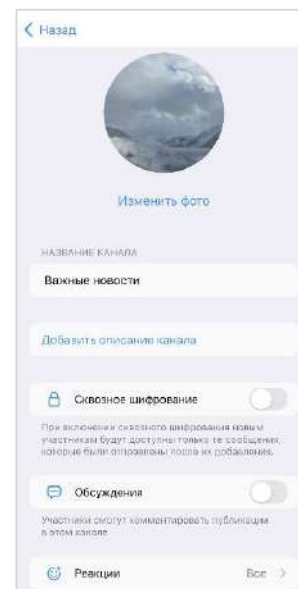 Назад
Изменить фото
НАЗВАНИЕ КАНАЛА
Важные новости
Добавить описание канала
Сквозное шифрование
При включении сквозного шифрования новым
участникам будут доступны только те сообщения,
которые были отправлены после их добавления.
Обсуждения
Участники смогут комментировать публикации
в этом канале
Реакции Все